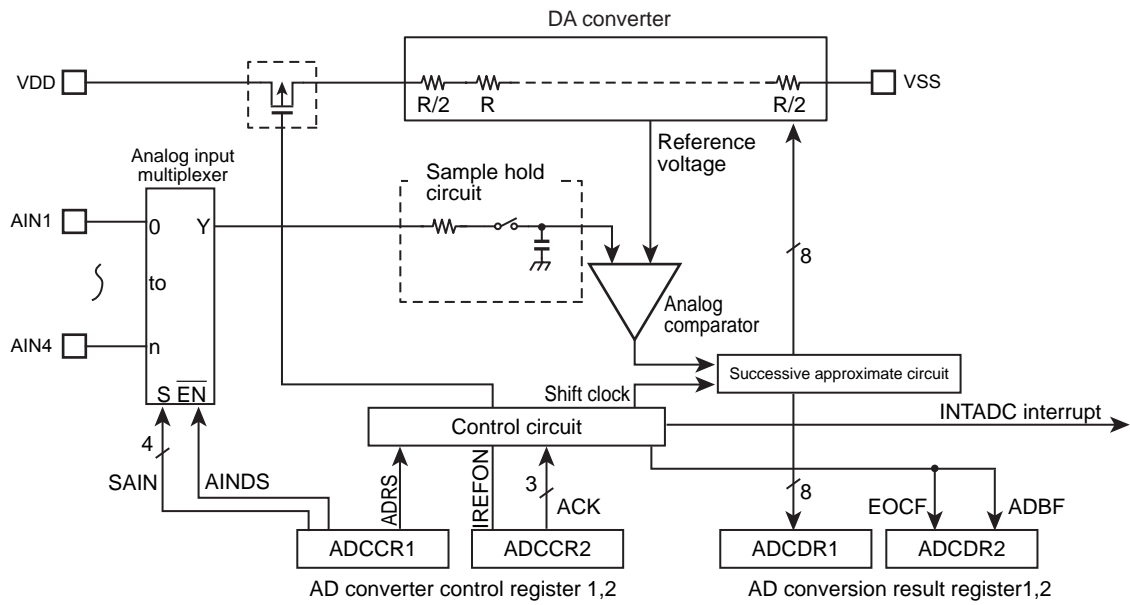 DA converter
VDD
VSS
R/2
R
R/2
Reference
voltage
Analog input
multiplexer
Sample hold
circuit
AIN1
0
Y
to
8
Analog
comparator
AIN4
n
S EN
Successive approximate circuit
Shift clock
INTADC interrupt
Control circuit
4
SAIN
AINDS
ADRS
IREFON
3
ACK
8
EOCF
ADBF
ADCCR1
ADCCR2
ADCDR1
ADCDR2
AD converter control register 1,2
AD conversion result register1,2